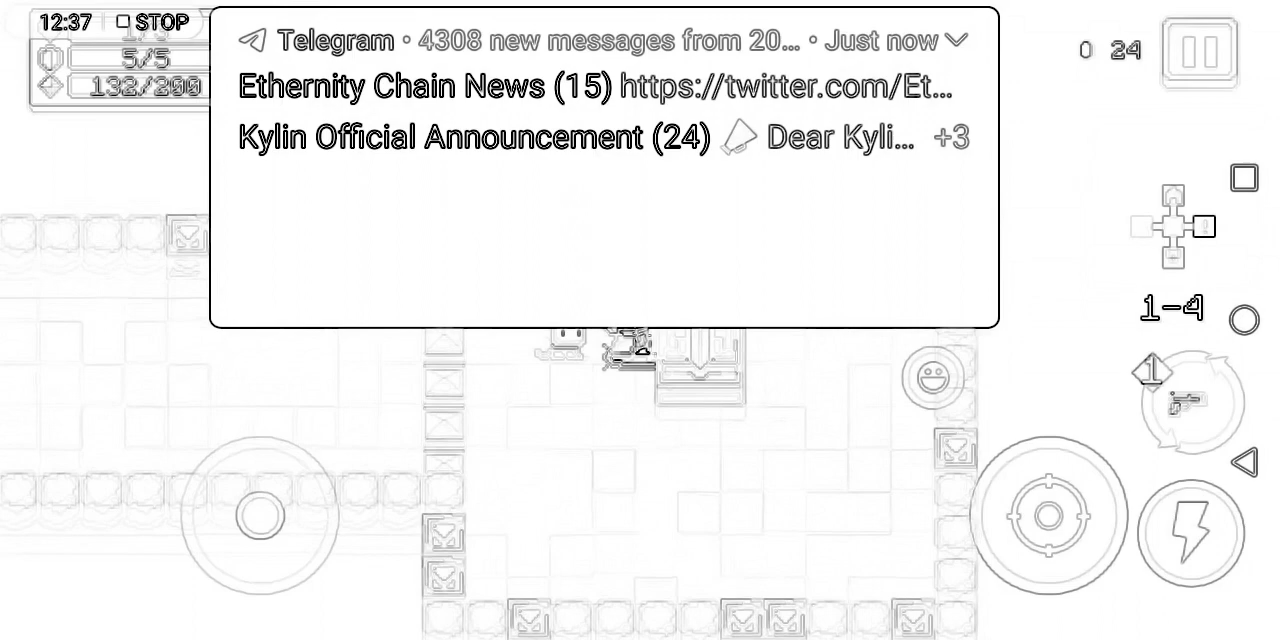 12:37 STOP
5/5
132/200
Telegram • 4308 new messages from 20... • Just now
Ethernity Chain News (15) https://twitter.com/Et...
Kylin Official Announcement (24) Dear Kyli... +3
0 24
1-4
1